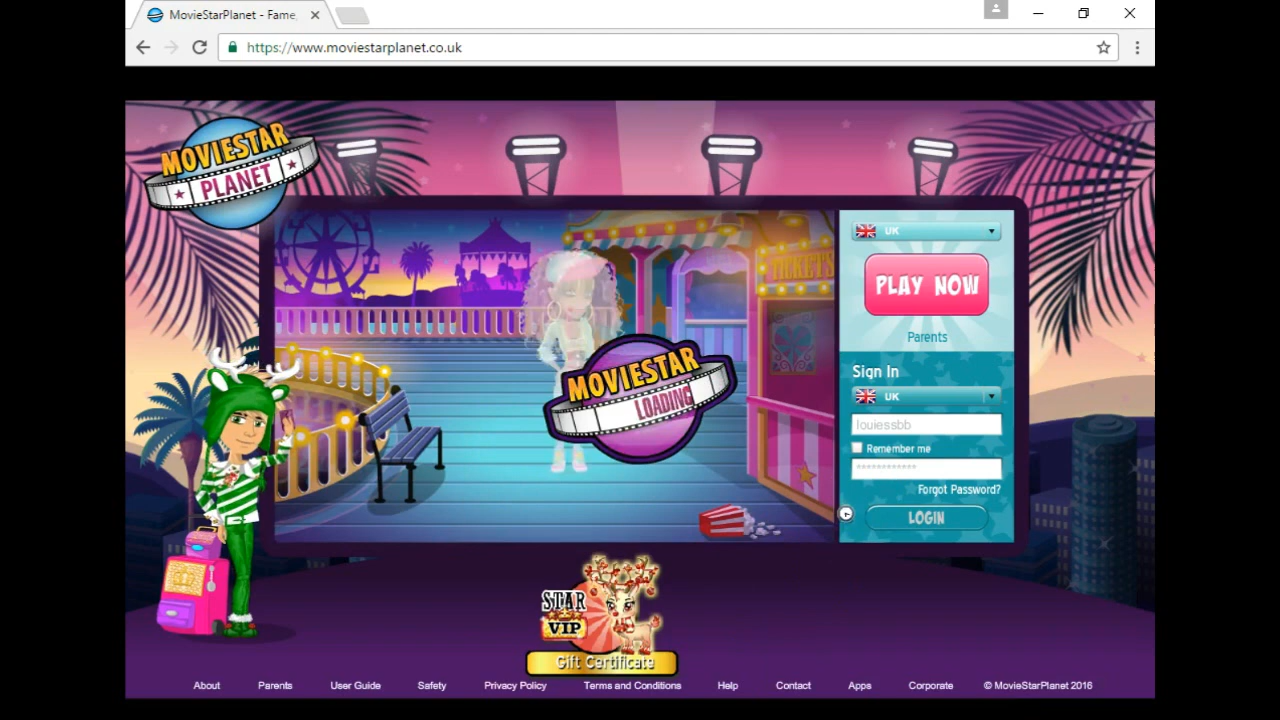 MovieStarPlanet - Fame,
https://www.moviestarplanet.co.uk
MOVIESTAR
PLANET
UK
PLAY NOW
Parents
TICKETS
Sign In
UK
louiessbb
Remember me
************
Forgot Password?
LOGIN
MOVIESTAR
LOADING
STAR
VIP
Gift Certificate
About Parents User Guide Safety Privacy Policy Terms and Conditions Help Contact Apps Corporate © MovieStarPlanet 2016